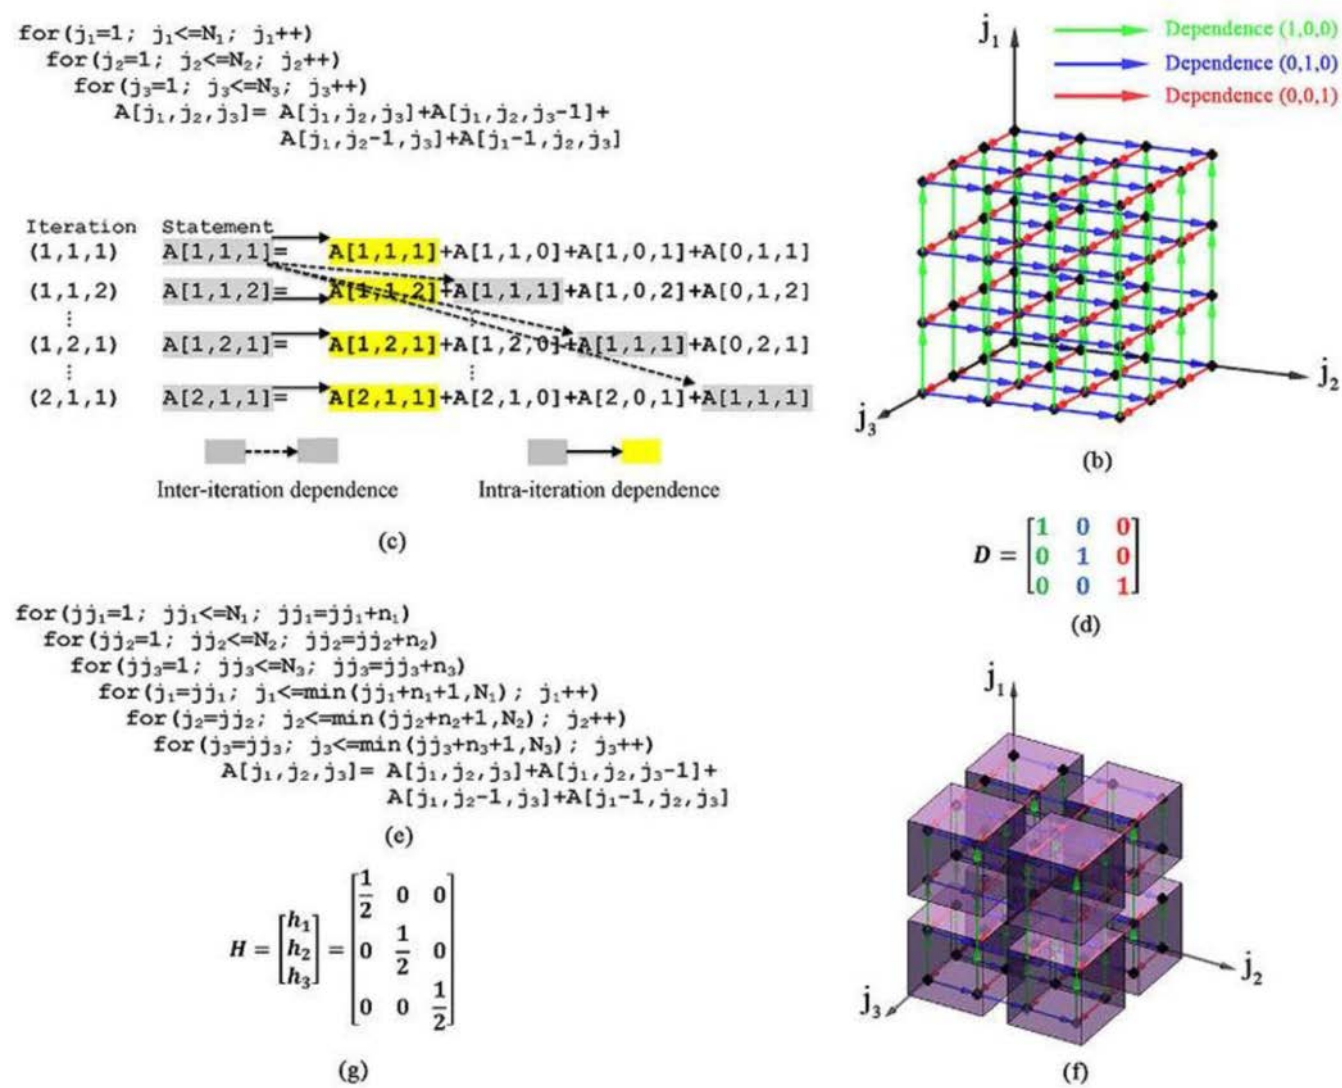 for(j₁=1; j₁<=N₁; j₁++)
for(j₂=1; j₂<=N₂; j₂++)
for(j₃=1; j₃<=N₃; j₃++)
A[j₁,j₂,j₃]= A[j₁,j₂,j₃]+A[j₁,j₂,j₃-1]+
A[j₁,j₂-1,j₃]+A[j₁-1,j₂,j₃]
Iteration Statement
(1,1,1) A[1,1,1]= A[1,1,1]+A[1,1,0]+A[1,0,1]+A[0,1,1]
(1,1,2) A[1,1,2]= A[1,1,2]+A[1,1,1]+A[1,0,2]+A[0,1,2]
⋮ ⋮
(1,2,1) A[1,2,1]= A[1,2,1]+A[1,2,0]+A[1,1,1]+A[0,2,1]
⋮ ⋮
(2,1,1) A[2,1,1]= A[2,1,1]+A[2,1,0]+A[2,0,1]+A[1,1,1]
Inter-iteration dependence Intra-iteration dependence
(c)
j₁
Dependence (1,0,0)
Dependence (0,1,0)
Dependence (0,0,1)
j₂
j₃
(b)
D = [1 0 0
0 1 0
0 0 1]
(d)
for(jj₁=1; jj₁<=N₁; jj₁=jj₁+n₁)
for(jj₂=1; jj₂<=N₂; jj₂=jj₂+n₂)
for(jj₃=1; jj₃<=N₃; jj₃=jj₃+n₃)
for(j₁=jj₁; j₁<=min(jj₁+n₁+1,N₁); j₁++)
for(j₂=jj₂; j₂<=min(jj₂+n₂+1,N₂); j₂++)
for(j₃=jj₃; j₃<=min(jj₃+n₃+1,N₃); j₃++)
A[j₁,j₂,j₃]= A[j₁,j₂,j₃]+A[j₁,j₂,j₃-1]+
A[j₁,j₂-1,j₃]+A[j₁-1,j₂,j₃]
(e)
H = [h₁ h₂ h₃] = [1/2 0 0
0 1/2 0
0 0 1/2]
(g)
j₁
j₂
j₃
(f)